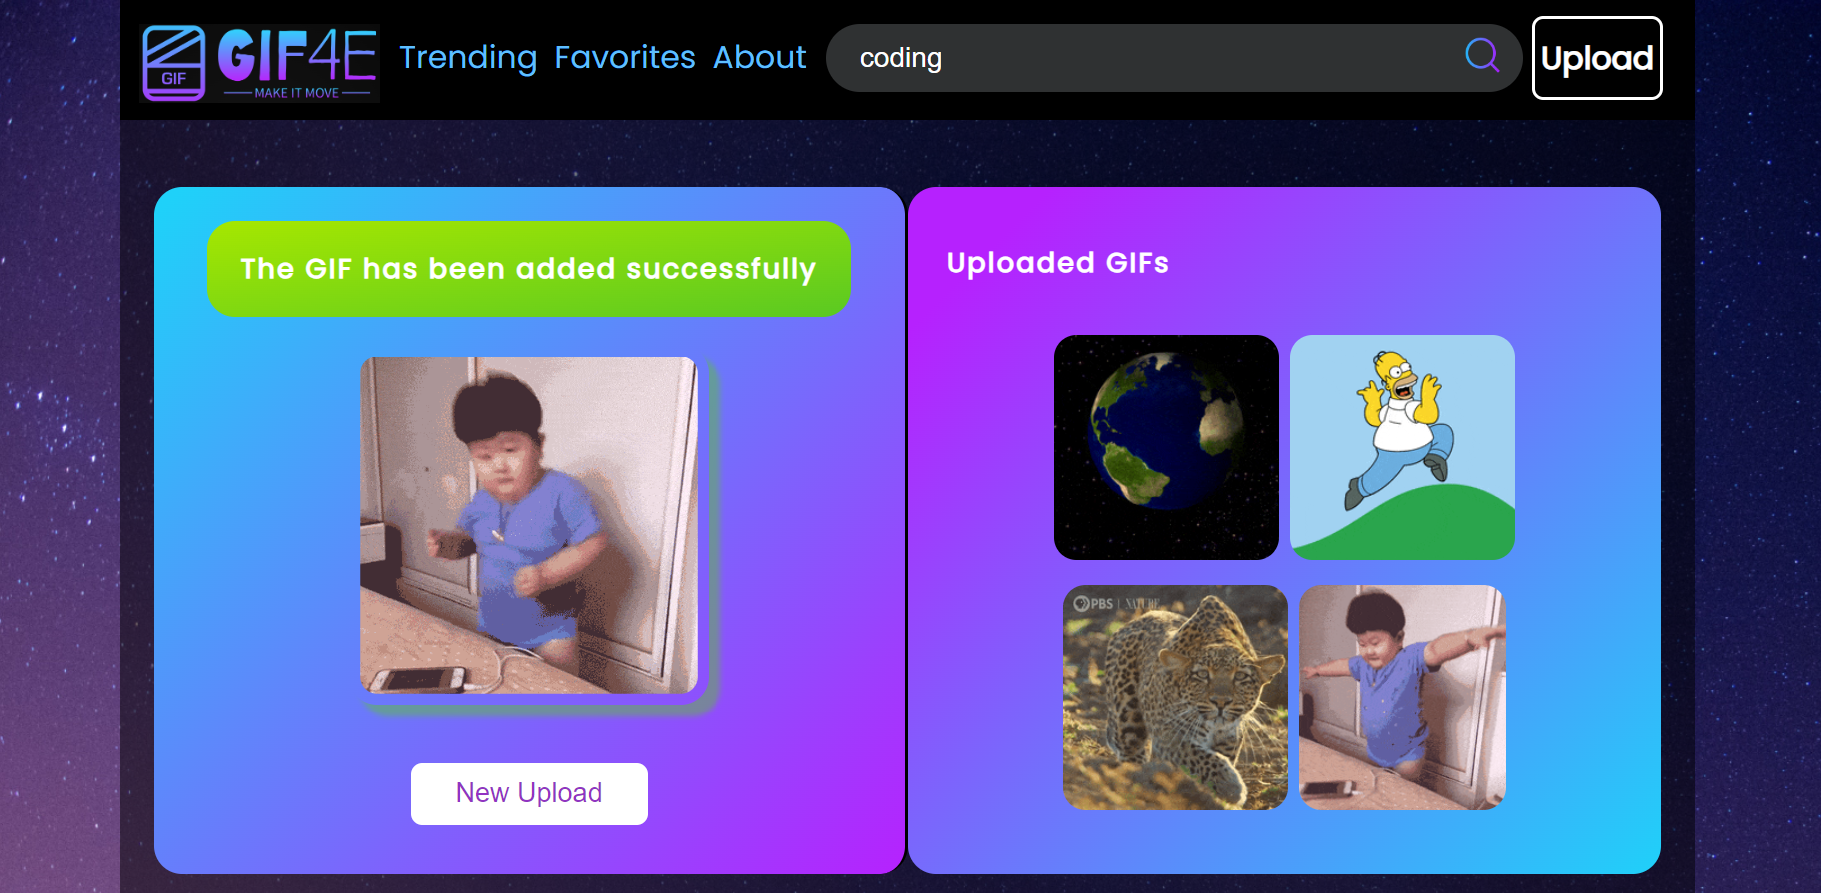 GIF
GIF4E
MAKE IT MOVE
Trending Favorites About
coding
Upload
The GIF has been added successfully
New Upload
Uploaded GIFs
PBS | NATURE